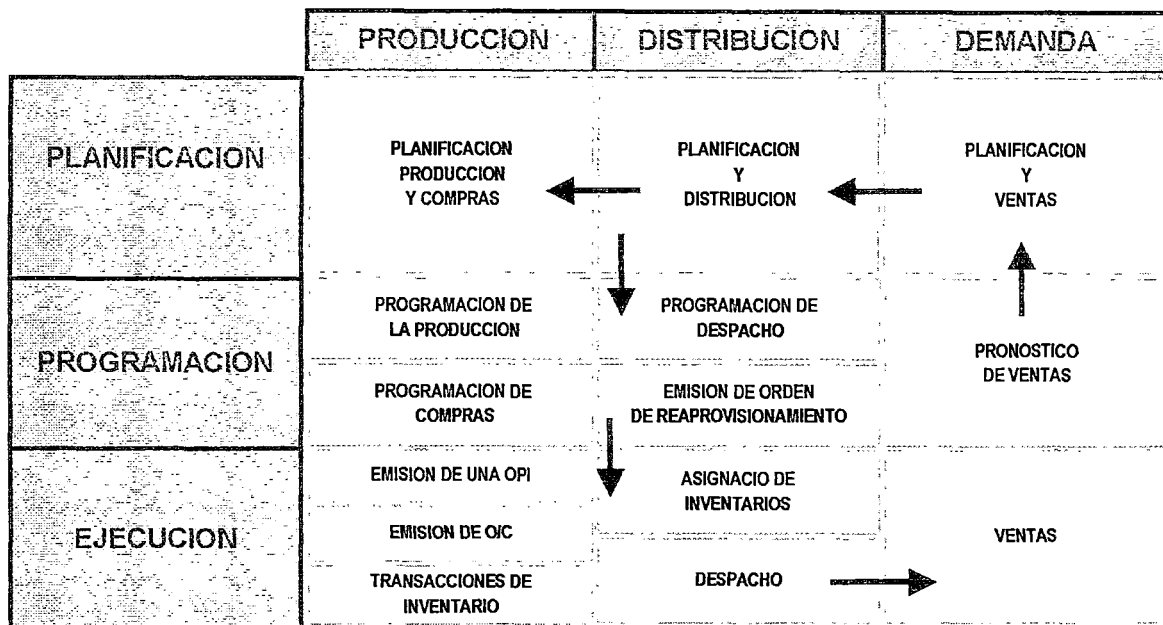 PRODUCCION
DISTRIBUCION
DEMANDA
PLANIFICACION
PLANIFICACION
PRODUCCION
Y COMPRAS
PLANIFICACION
Y
DISTRIBUCION
PLANIFICACION
Y
VENTAS
PROGRAMACION
PROGRAMACION DE
LA PRODUCCION
PROGRAMACION DE
DESPACHO
PRONOSTICO
DE VENTAS
PROGRAMACION DE
COMPRAS
EMISION DE ORDEN
DE REAPROVISIONAMIENTO
EJECUCION
EMISION DE UNA OPI
ASIGNACIO DE
INVENTARIOS
VENTAS
EMISION DE O/C
TRANSACCIONES DE
INVENTARIO
DESPACHO